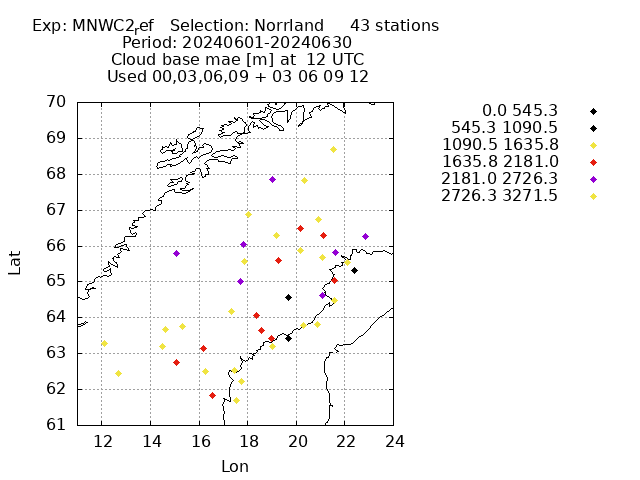 Exp: MNWC2ref   Selection: Norrland     43 stations
Period: 20240601-20240630
Cloud base mae [m] at  12 UTC
Used 00,03,06,09 + 03 06 09 12
0.0 545.3
545.3 1090.5
1090.5 1635.8
1635.8 2181.0
2181.0 2726.3
2726.3 3271.5
70
69
68
67
66
65
64
63
62
61
Lat
12 14 16 18 20 22 24
Lon